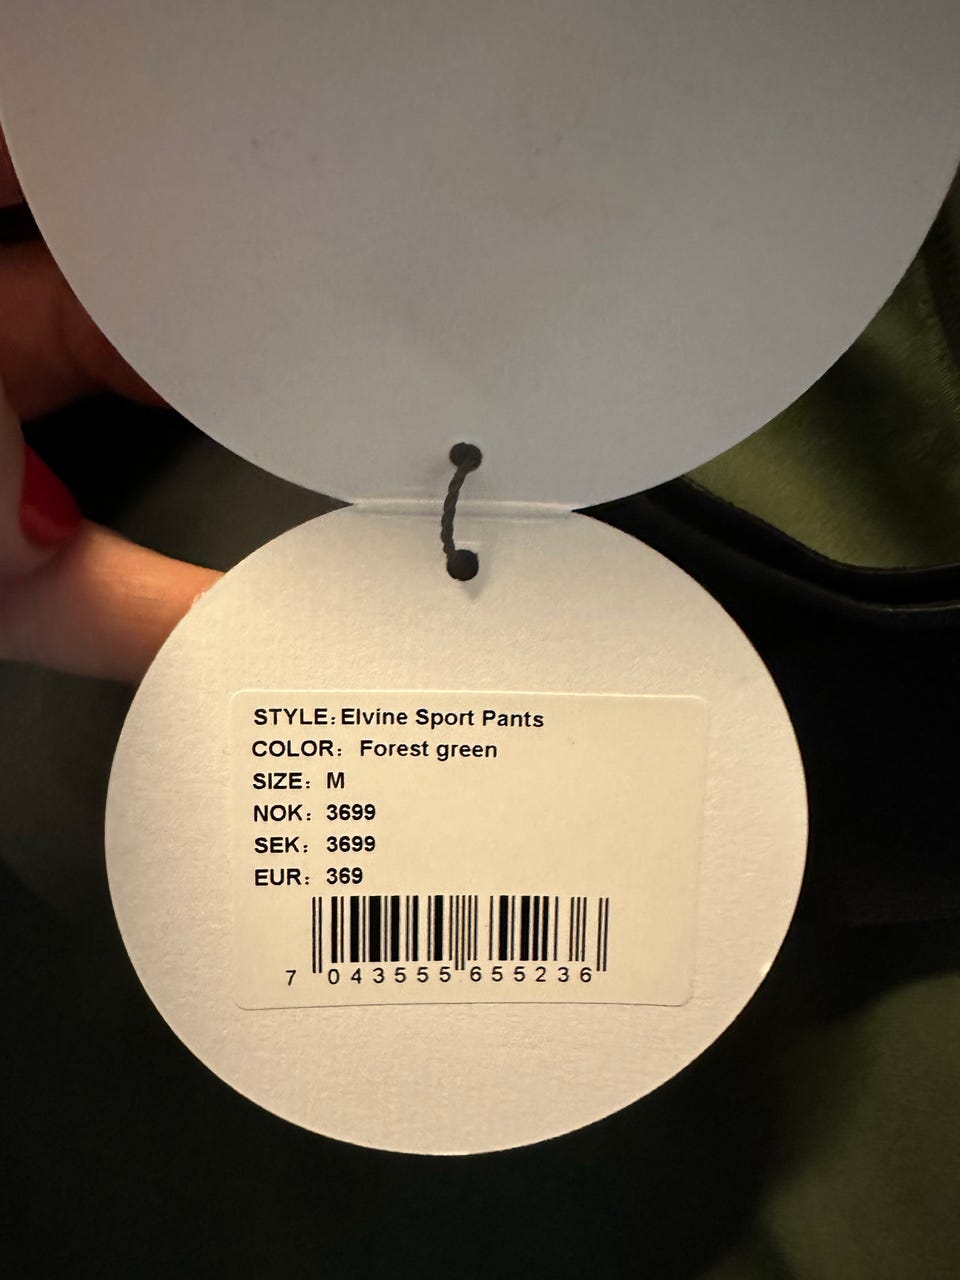 STYLE: Elvine Sport Pants
COLOR: Forest green
SIZE: M
NOK: 3699
SEK: 3699
EUR: 369
7 043555 655236